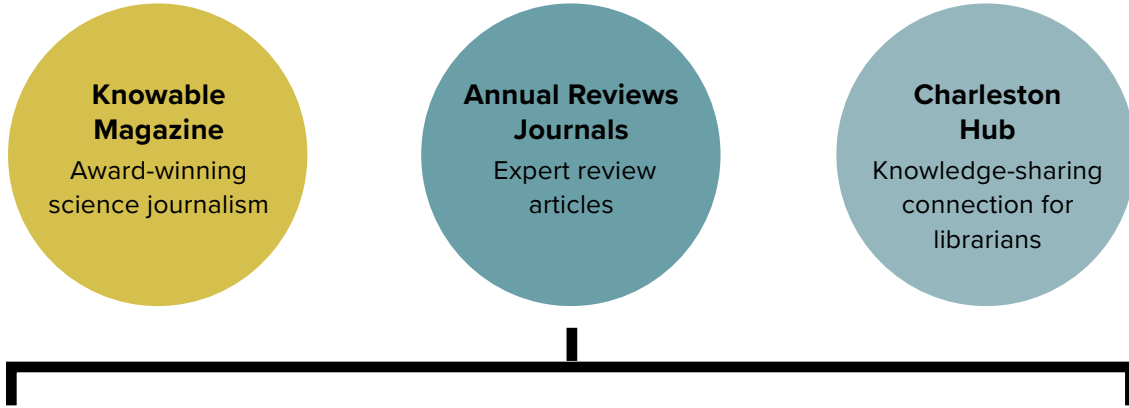 Knowable
Magazine
Award-winning
science journalism
Annual Reviews
Journals
Expert review
articles
Charleston
Hub
Knowledge-sharing
connection for
librarians